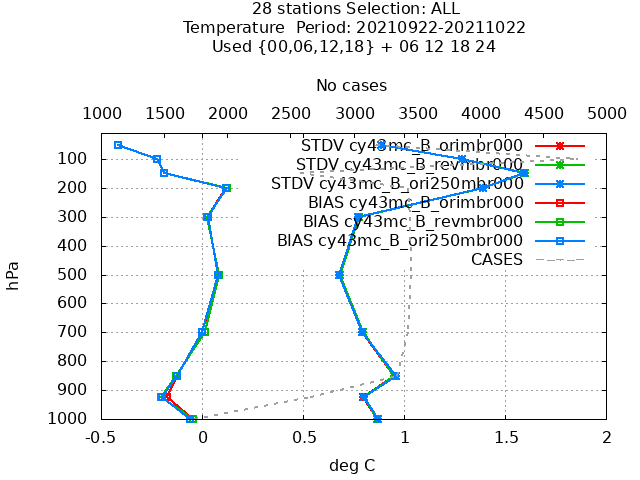 28 stations Selection: ALL
Temperature  Period: 20210922-20211022
Used {00,06,12,18} + 06 12 18 24
No cases
1000 1500 2000 2500 3000 3500 4000 4500 5000
STDV cy43mc_B_orimbr000
100
STDV cy43mc_B_revmbr000
STDV cy43mc_B_ori250mbr000
200
BIAS cy43mc_B_orimbr000
300
BIAS cy43mc_B_revmbr000
400
BIAS cy43mc_B_ori250mbr000
CASES
hPa
500
600
700
800
900
1000
-0.5 0 0.5 1 1.5 2
deg C